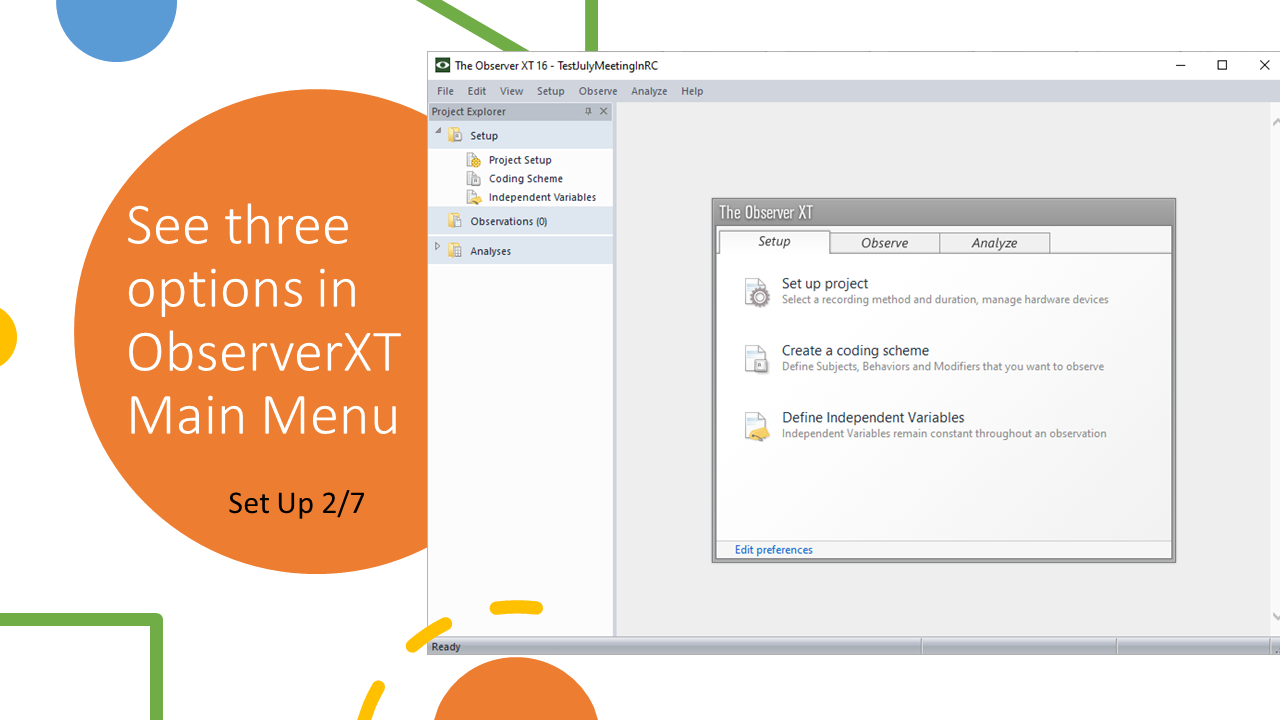 See three
options in
ObserverXT
Main Menu
Set Up 2/7
The Observer XT 16 - TestJulyMeetingInRC
File Edit View Setup Observe Analyze Help
Project Explorer
Setup
Project Setup
Coding Scheme
Independent Variables
Observations (0)
Analyses
The Observer XT
Setup Observe Analyze
Set up project
Select a recording method and duration, manage hardware devices
Create a coding scheme
Define Subjects, Behaviors and Modifiers that you want to observe
Define Independent Variables
Independent Variables remain constant throughout an observation
Edit preferences
Ready